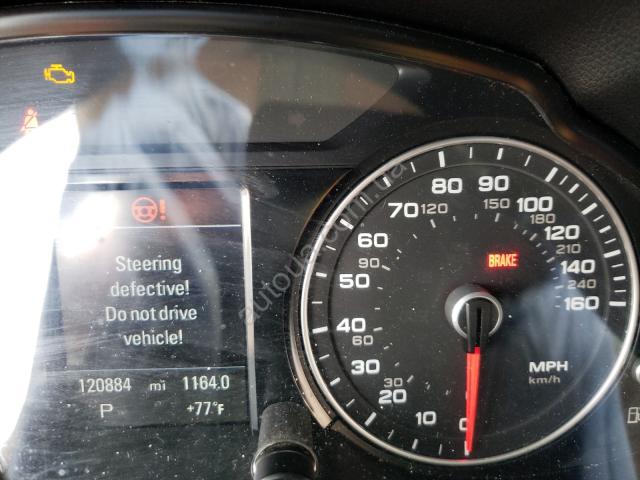 Steering
defective!
Do not drive
vehicle!
120884 mi 1164.0
P +77°F
BRAKE
0 10 20 30 40 50 60 70 80 90 100 120 140 160
30 60 90 120 150 180 210 240
MPH
km/h